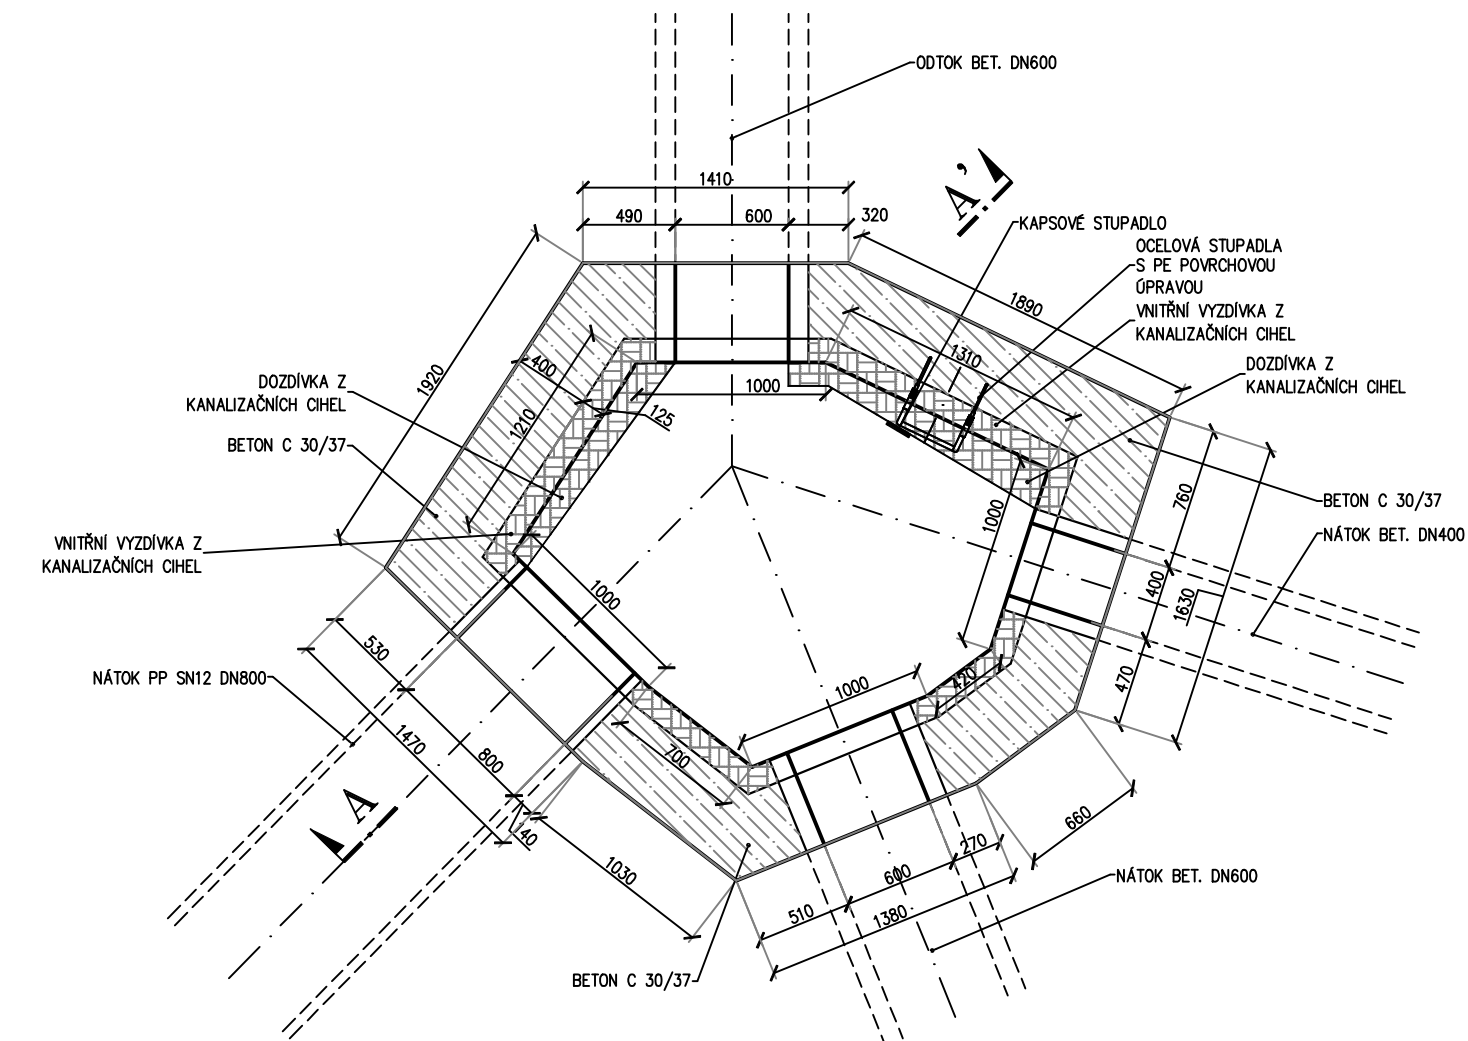 ODTOK BET. DN600
1410
490
600
320
A'
KAPSOVÉ STUPADLO
OCELOVÁ STUPADLA
S PE POVRCHOVOU
ÚPRAVOU
VNITŘNÍ VYZDÍVKA Z
KANALIZAČNÍCH CIHEL
1890
1310
DOZDÍVKA Z
KANALIZAČNÍCH CIHEL
1920
400
DOZDÍVKA Z
KANALIZAČNÍCH CIHEL
1000
125
1210
BETON C 30/37
BETON C 30/37
760
1000
NÁTOK BET. DN400
VNITŘNÍ VYZDÍVKA Z
KANALIZAČNÍCH CIHEL
1000
400
1630
530
NÁTOK PP SN12 DN800
470
420
1000
1470
800
700
A
140
660
270
1030
600
NÁTOK BET. DN600
510
1380
BETON C 30/37